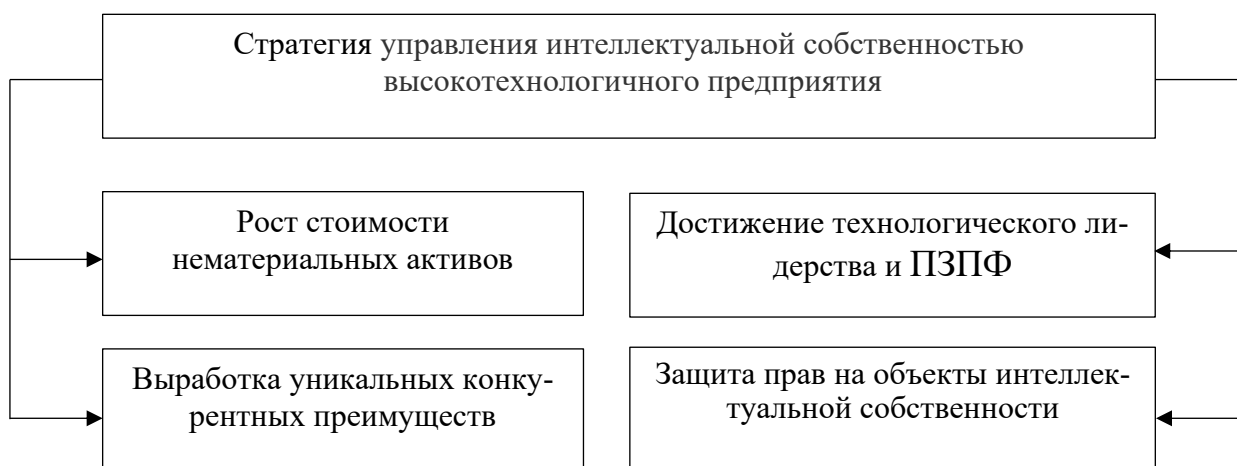 Стратегия управления интеллектуальной собственностью
высокотехнологичного предприятия
Рост стоимости
нематериальных активов
Достижение технологического ли-
дерства и ПЗПФ
Выработка уникальных конку-
рентных преимуществ
Защита прав на объекты интеллек-
туальной собственности